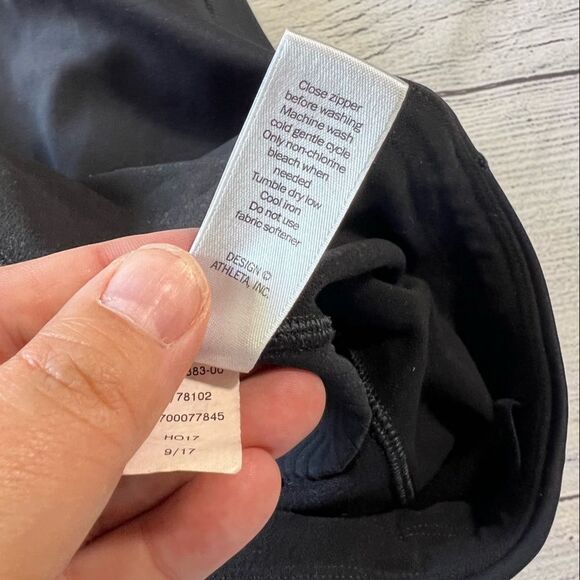 Close zipper
before washing
Machine wash
cold gentle cycle
Only non-chlorine
bleach when
needed
Tumble dry low
Cool iron
Do not use
fabric softener
DESIGN ©
ATHLETA, INC.
383-00
178102
700077845
HO17
9/17